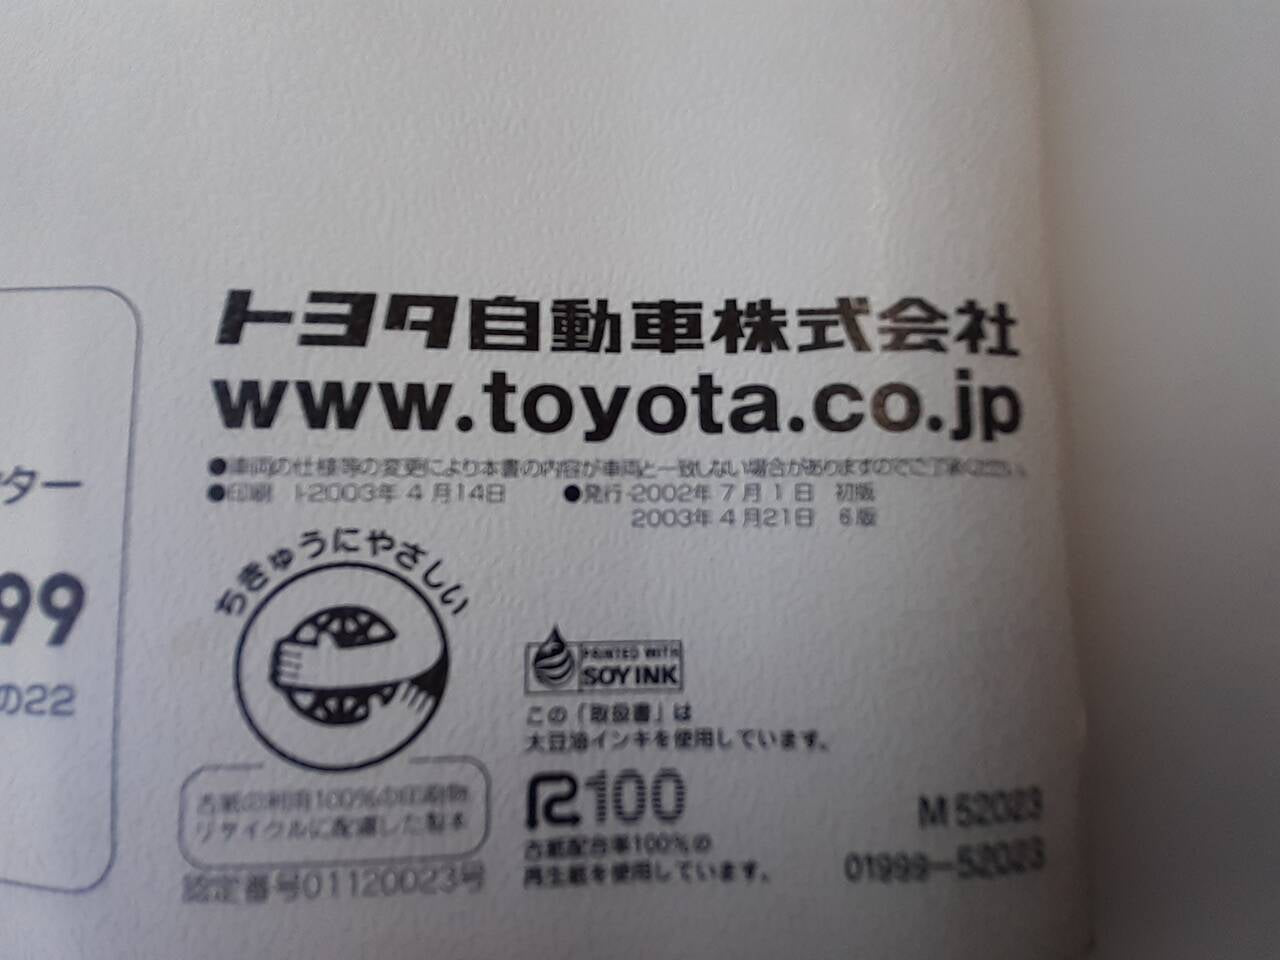 トヨタ自動車株式会社
www.toyota.co.jp
●車両の仕様等の変更により本書の内容が車両と一致しない場合がありますのでご了承ください。
●印刷 2003年4月14日 ●発行 2002年7月1日 初版
2003年4月21日 6版
ター
99
の22
ちきゅうにやさしい
PRINTED WITH
SOY INK
この「取扱書」は
大豆油インキを使用しています。
R100
古紙配合率100%の
再生紙を使用しています。
古紙の利用100%の印刷物
リサイクルに配慮した製本
認定番号01120023号
M 52023
01999-52023